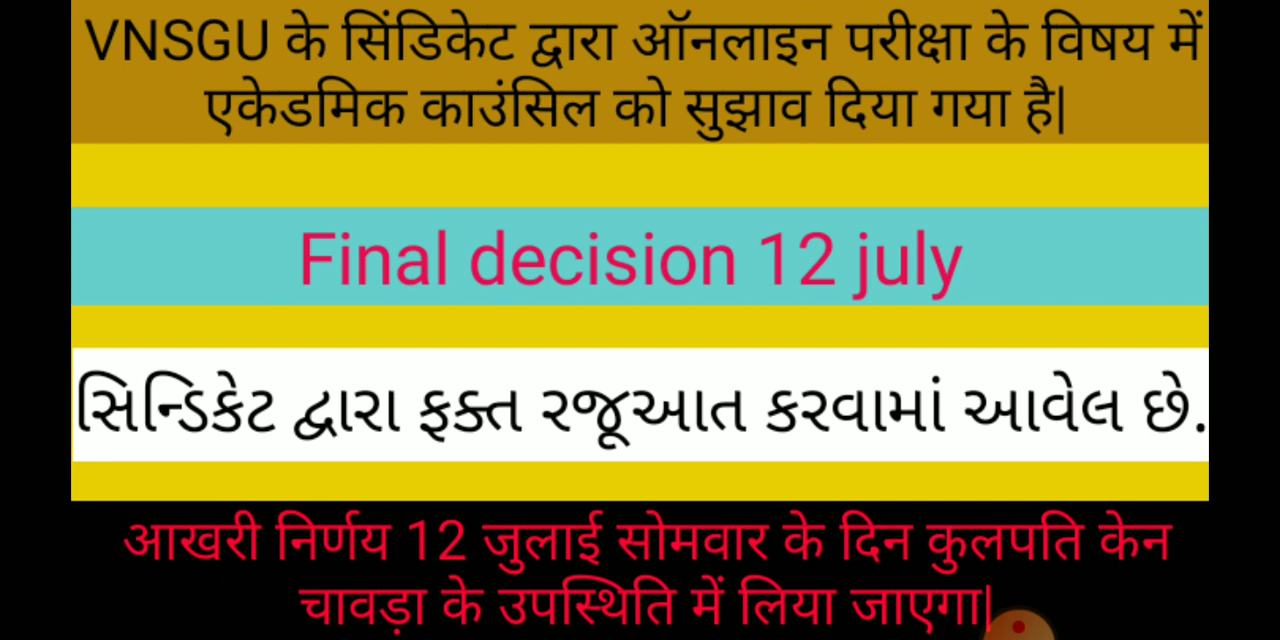 VNSGU के सिंडिकेट द्वारा ऑनलाइन परीक्षा के विषय में
एकेडमिक काउंसिल को सुझाव दिया गया है|
Final decision 12 july
સિન્ડિકેટ દ્વારા ફક્ત રજૂઆત કરવામાં આવેલ છે.
आखरी निर्णय 12 जुलाई सोमवार के दिन कुलपति केन
चावड़ा के उपस्थिति में लिया जाएगा|